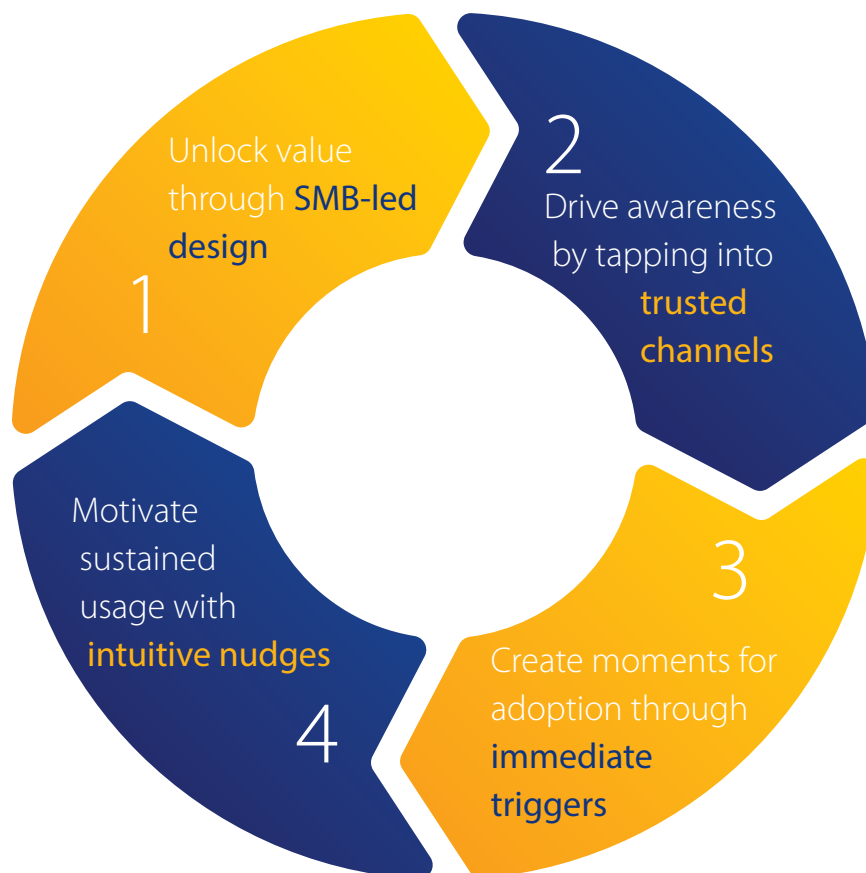 1
Unlock value
through SMB-led
design
2
Drive awareness
by tapping into
trusted
channels
3
Create moments for
adoption through
immediate
triggers
4
Motivate
sustained
usage with
intuitive nudges